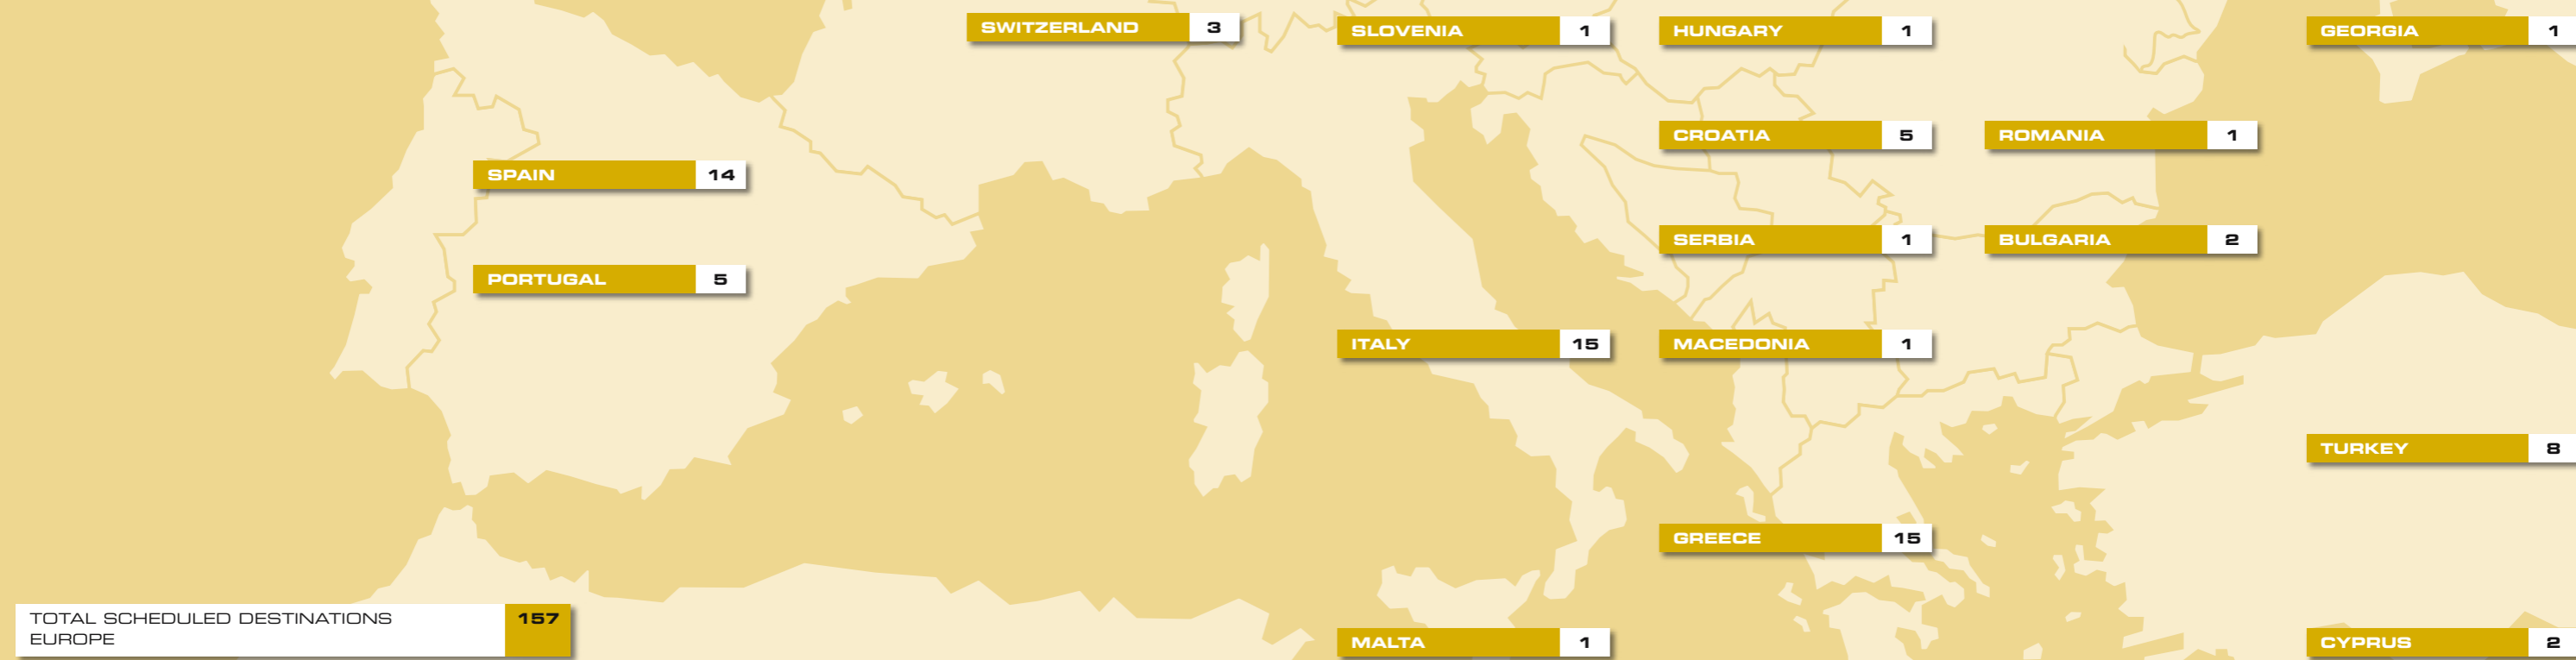 SWITZERLAND 3
SLOVENIA 1
HUNGARY 1
GEORGIA 1
CROATIA 5
ROMANIA 1
SPAIN 14
SERBIA 1
BULGARIA 2
PORTUGAL 5
ITALY 15
MACEDONIA 1
TURKEY 8
GREECE 15
TOTAL SCHEDULED DESTINATIONS 157
EUROPE
MALTA 1
CYPRUS 2